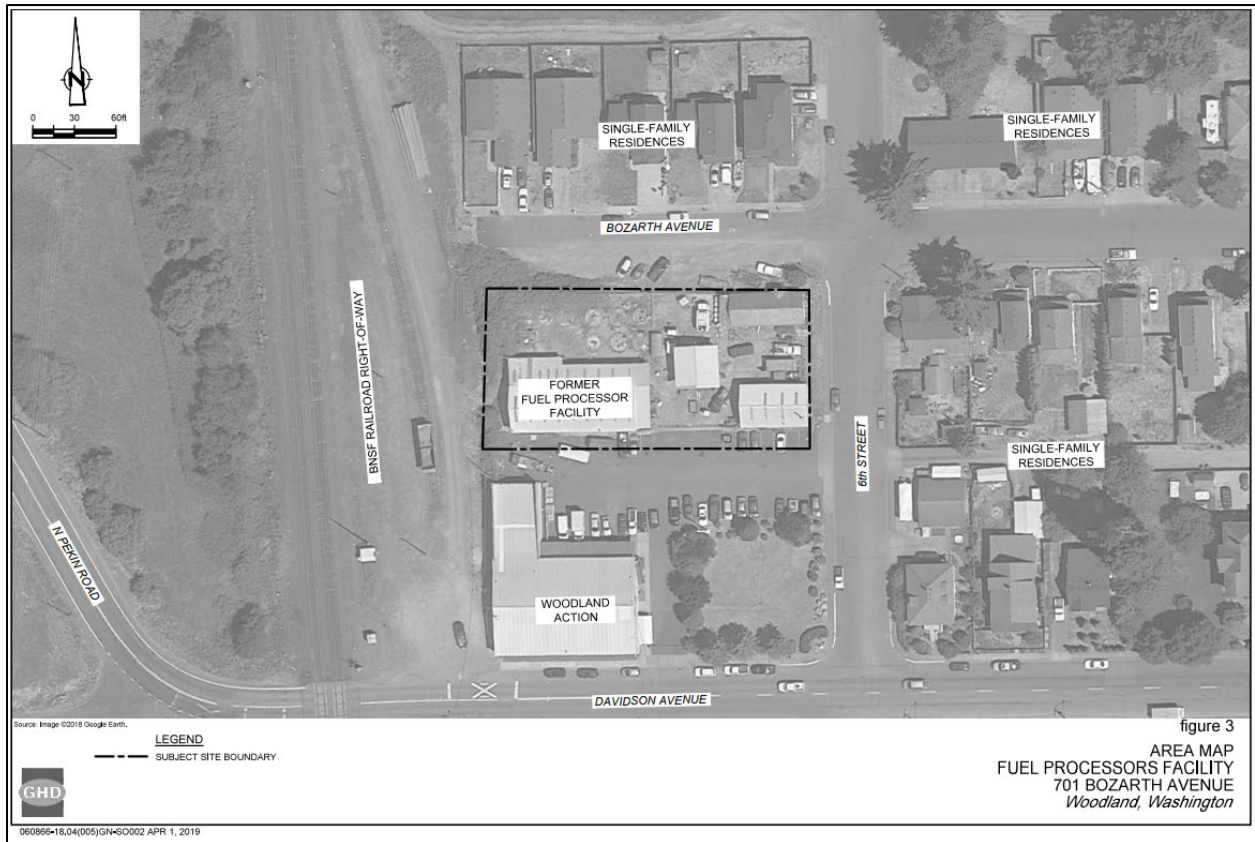 N
0 30 60ft
SINGLE-FAMILY
RESIDENCES
SINGLE-FAMILY
RESIDENCES
BOZARTH AVENUE
BNSF RAILROAD RIGHT-OF-WAY
FORMER
FUEL PROCESSOR
FACILITY
6th STREET
SINGLE-FAMILY
RESIDENCES
N PEKIN ROAD
WOODLAND
ACTION
DAVIDSON AVENUE
Source: Image ©2018 Google Earth.
LEGEND
SUBJECT SITE BOUNDARY
figure 3
AREA MAP
FUEL PROCESSORS FACILITY
701 BOZARTH AVENUE
Woodland, Washington
GHD
060866-18.04(005)GN-SO002 APR 1, 2019